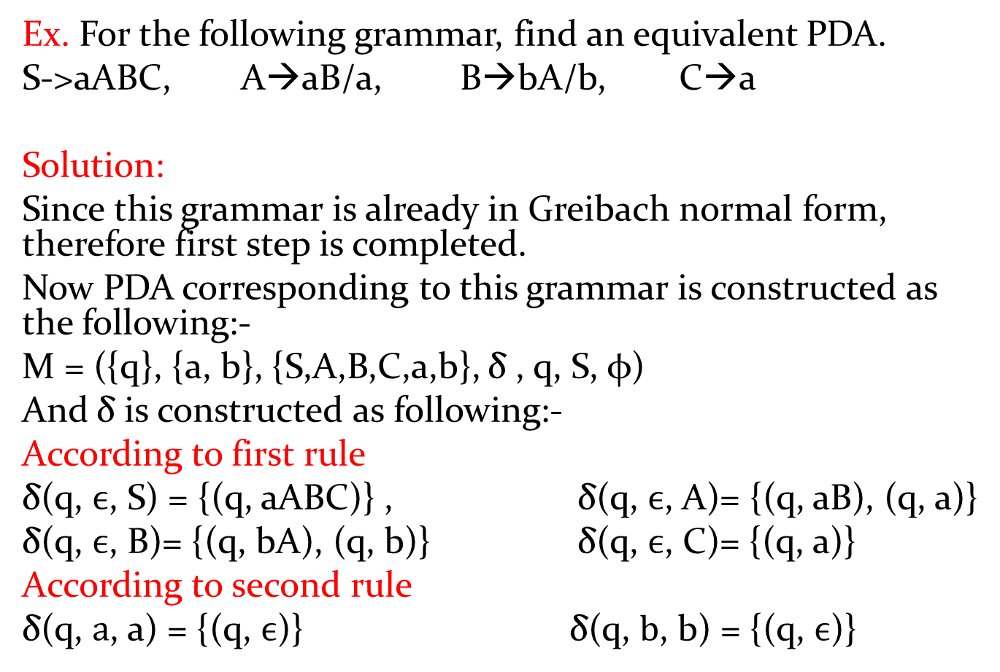 Ex. For the following grammar, find an equivalent PDA.
S->aABC, A→aB/a, B→bA/b, C→a
Solution:
Since this grammar is already in Greibach normal form,
therefore first step is completed.
Now PDA corresponding to this grammar is constructed as
the following:-
M = ({q}, {a, b}, {S,A,B,C,a,b}, δ , q, S, ϕ)
And δ is constructed as following:-
According to first rule
δ(q, ϵ, S) = {(q, aABC)} , δ(q, ϵ, A)= {(q, aB), (q, a)}
δ(q, ϵ, B)= {(q, bA), (q, b)} δ(q, ϵ, C)= {(q, a)}
According to second rule
δ(q, a, a) = {(q, ϵ)} δ(q, b, b) = {(q, ϵ)}